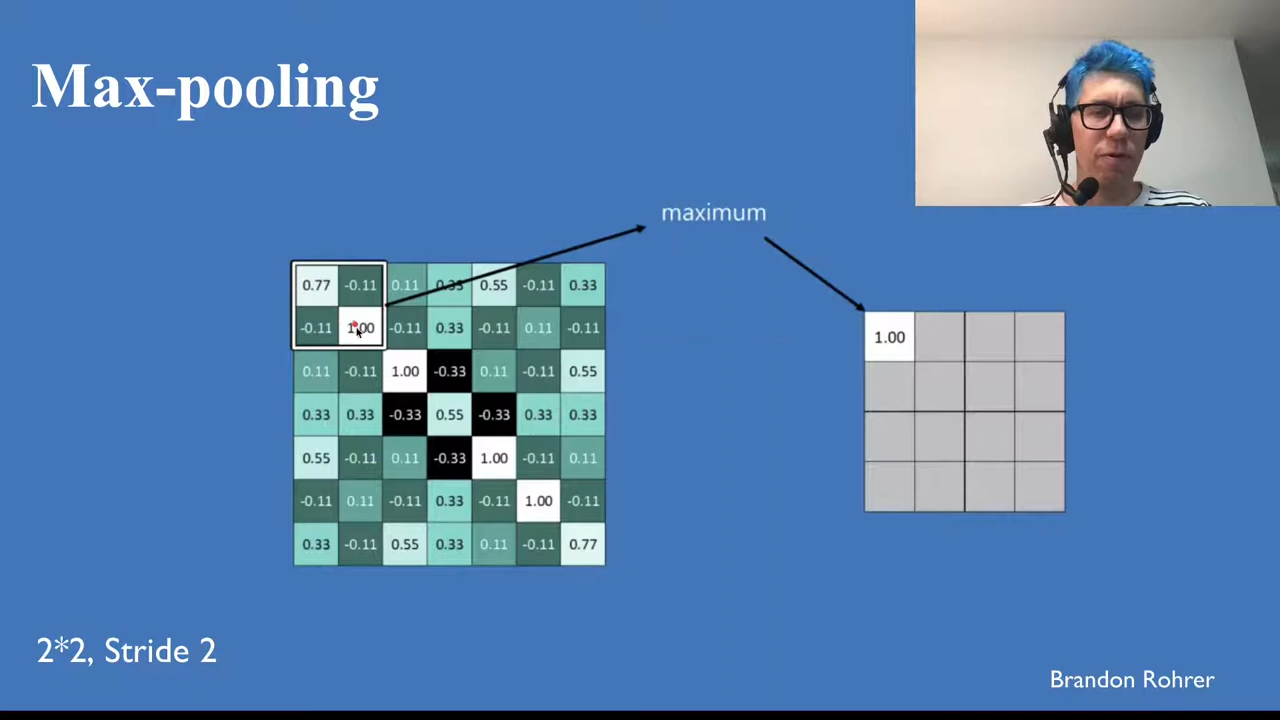 Max-pooling
maximum
0.77 -0.11 0.11 0.33 0.55 -0.11 0.33
-0.11 1.00 -0.11 0.33 -0.11 0.11 -0.11
0.11 -0.11 1.00 -0.33 0.11 -0.11 0.55
0.33 0.33 -0.33 0.55 -0.33 0.33 0.33
0.55 -0.11 0.11 -0.33 1.00 -0.11 0.11
-0.11 0.11 -0.11 0.33 -0.11 1.00 -0.11
0.33 -0.11 0.55 0.33 0.11 -0.11 0.77
1.00
2*2, Stride 2
Brandon Rohrer